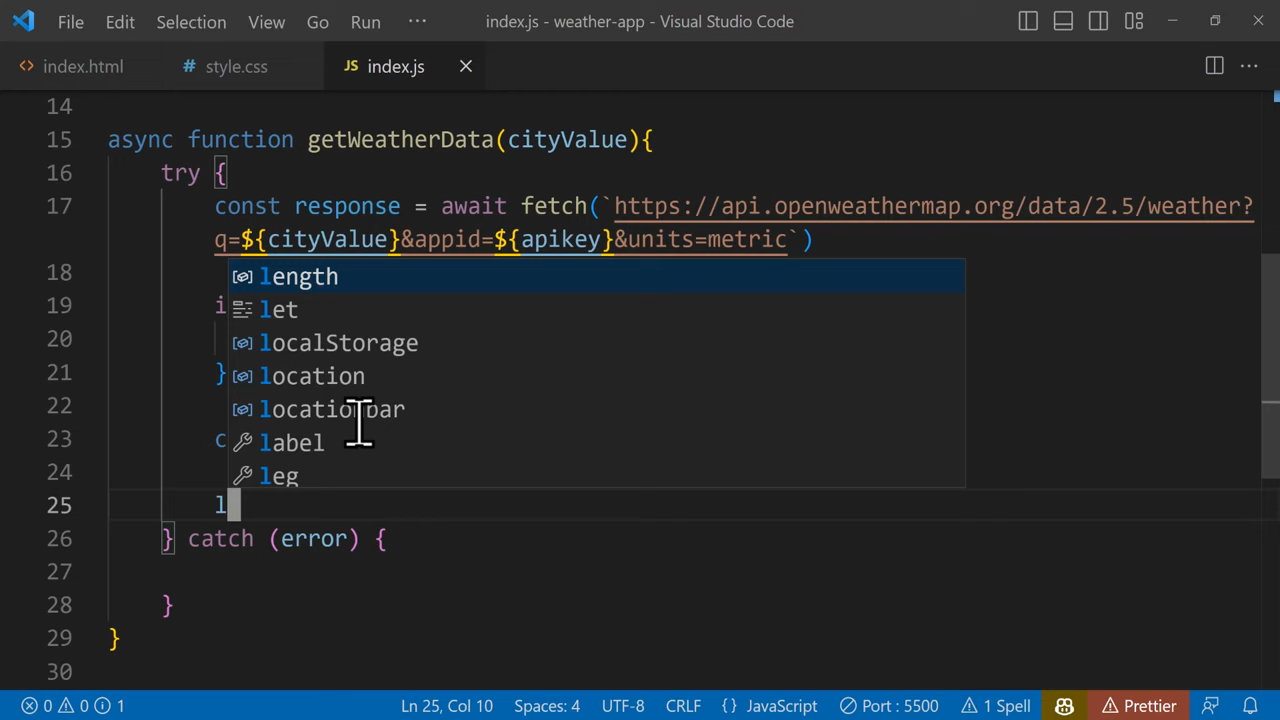 File Edit Selection View Go Run ··· index.js - weather-app - Visual Studio Code
<> index.html # style.css JS index.js
14
15 async function getWeatherData(cityValue){
16 try {
17 const response = await fetch(`https://api.openweathermap.org/data/2.5/weather?
q=${cityValue}&appid=${apikey}&units=metric`)
18 length
19 i let
20 localStorage
21 } location
22 locationbar
23 c label
24 leg
25 l
26 } catch (error) {
27
28 }
29 }
30
0 0 1 Ln 25, Col 10 Spaces: 4 UTF-8 CRLF {} JavaScript Port : 5500 1 Spell Prettier